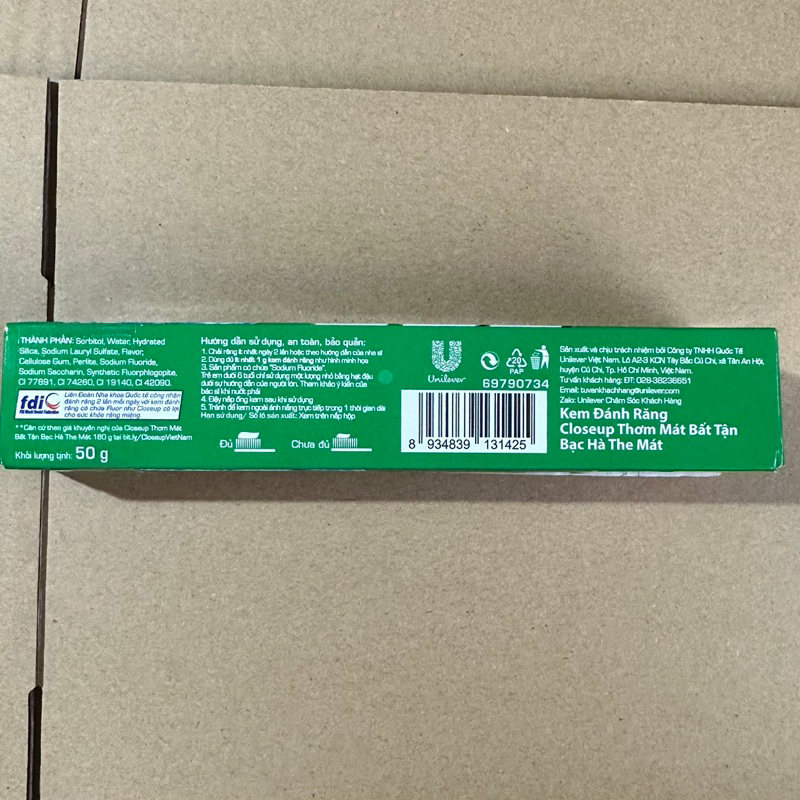 THÀNH PHẦN: Sorbitol, Water, Hydrated
Silica, Sodium Lauryl Sulfate, Flavor,
Cellulose Gum, Perlite, Sodium Fluoride,
Sodium Saccharin, Synthetic Fluorphlogopite,
CI 77891, CI 74260, CI 19140, CI 42090.
fdi
FDI World Dental Federation
Liên Đoàn Nha khoa Quốc tế công nhận
đánh răng 2 lần mỗi ngày với kem đánh
răng có chứa Fluor như Closeup có lợi
cho sức khỏe răng miệng
**Căn cứ theo giá khuyến nghị của Closeup Thơm Mát
Bất Tận Bạc Hà The Mát 180 g tại bit.ly/CloseupVietNam
Khối lượng tịnh: 50 g
Hướng dẫn sử dụng, an toàn, bảo quản:
1. Chải răng ít nhất ngày 2 lần hoặc theo hướng dẫn của nha sĩ
2. Dùng đủ ít nhất 1 g kem đánh răng như hình minh họa
3. Sản phẩm có chứa "Sodium Fluoride".
Trẻ em dưới 6 tuổi chỉ sử dụng một lượng nhỏ bằng hạt đậu
dưới sự hướng dẫn của người lớn. Tham khảo ý kiến của
bác sĩ khi nuốt phải
4. Đậy nắp ống kem sau khi sử dụng
5. Tránh để kem ngoài ánh nắng trực tiếp trong 1 thời gian dài
Hạn sử dụng/ Số lô sản xuất: Xem trên nắp hộp
Đủ
Chưa đủ
Unilever
20
PAP
69790734
8 934839 131425
Sản xuất và chịu trách nhiệm bởi Công ty TNHH Quốc Tế
Unilever Việt Nam. Lô A2-3 KCN Tây Bắc Củ Chi, xã Tân An Hội,
huyện Củ Chi, Tp. Hồ Chí Minh, Việt Nam.
Tư vấn khách hàng: ĐT: 028-38236651
Email: tuvankhachhang@unilever.com
Zalo: Unilever Chăm Sóc Khách Hàng
Kem Đánh Răng
Closeup Thơm Mát Bất Tận
Bạc Hà The Mát